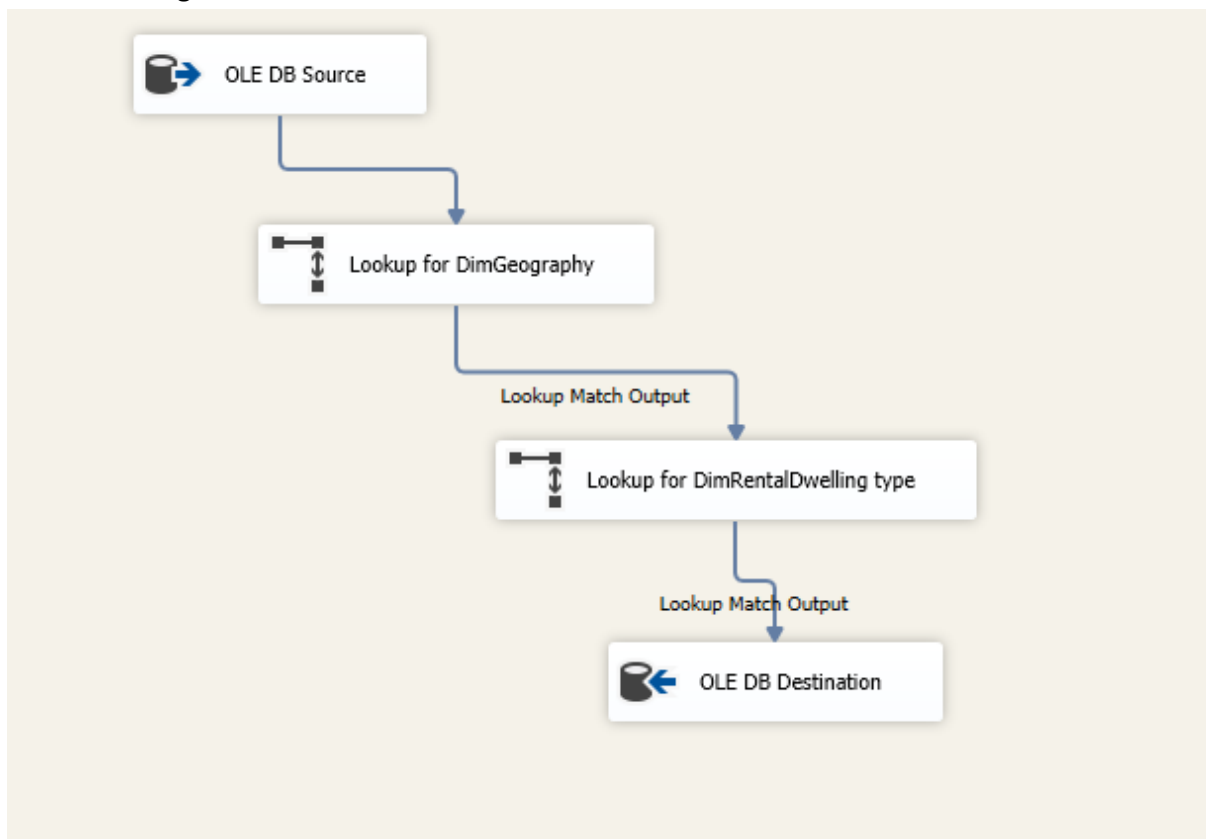 OLE DB Source
Lookup for DimGeography
Lookup Match Output
Lookup for DimRentalDwelling type
Lookup Match Output
OLE DB Destination